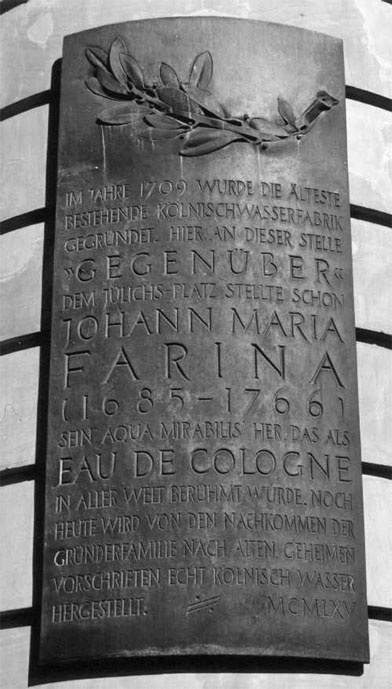 IM JAHRE 1709 WURDE DIE ÄLTESTE
BESTEHENDE KÖLNISCHWASSERFABRIK
GEGRÜNDET. HIER AN DIESER STELLE
»GEGENÜBER«
DEM JÜLICHS-PLATZ STELLTE SCHON
JOHANN MARIA
FARINA
(1685-1766)
SEIN AQUA MIRABILIS HER, DAS ALS
EAU DE COLOGNE
IN ALLER WELT BERÜHMT WURDE. NOCH
HEUTE WIRD VON DEN NACHKOMMEN DER
GRÜNDERFAMILIE NACH ALTEN, GEHEIMEN
VORSCHRIFTEN ECHT KÖLNISCH WASSER
HERGESTELLT. MCMLXV